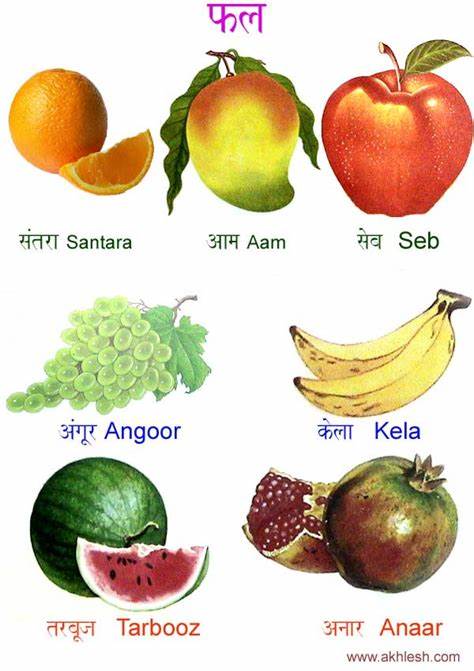 फल
संतरा Santara
आम Aam
सेब Seb
अंगूर Angoor
केला Kela
तरबूज Tarbooz
अनार Anaar
www.akhlesh.com